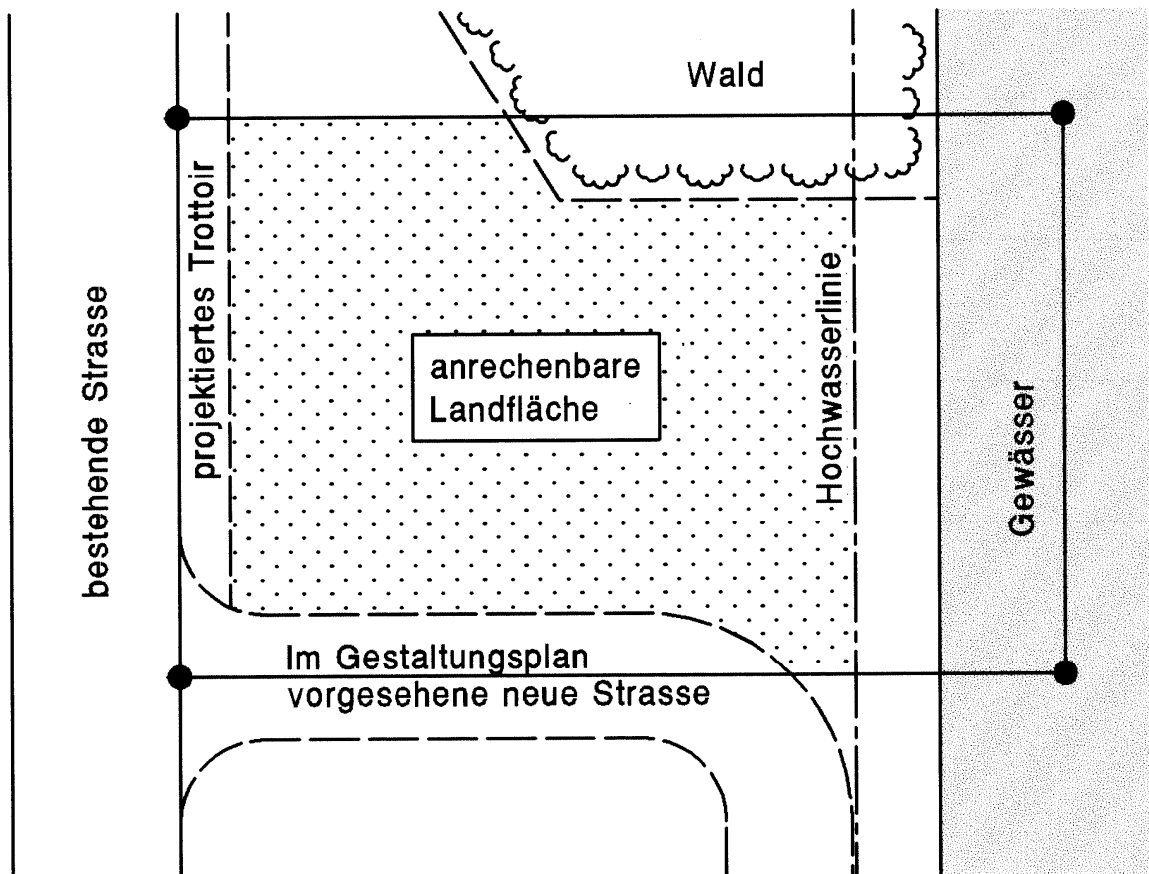 Wald
projektiertes Trottoir
bestehende Strasse
anrechenbare
Landfläche
Hochwasserlinie
Gewässer
Im Gestaltungsplan
vorgesehene neue Strasse